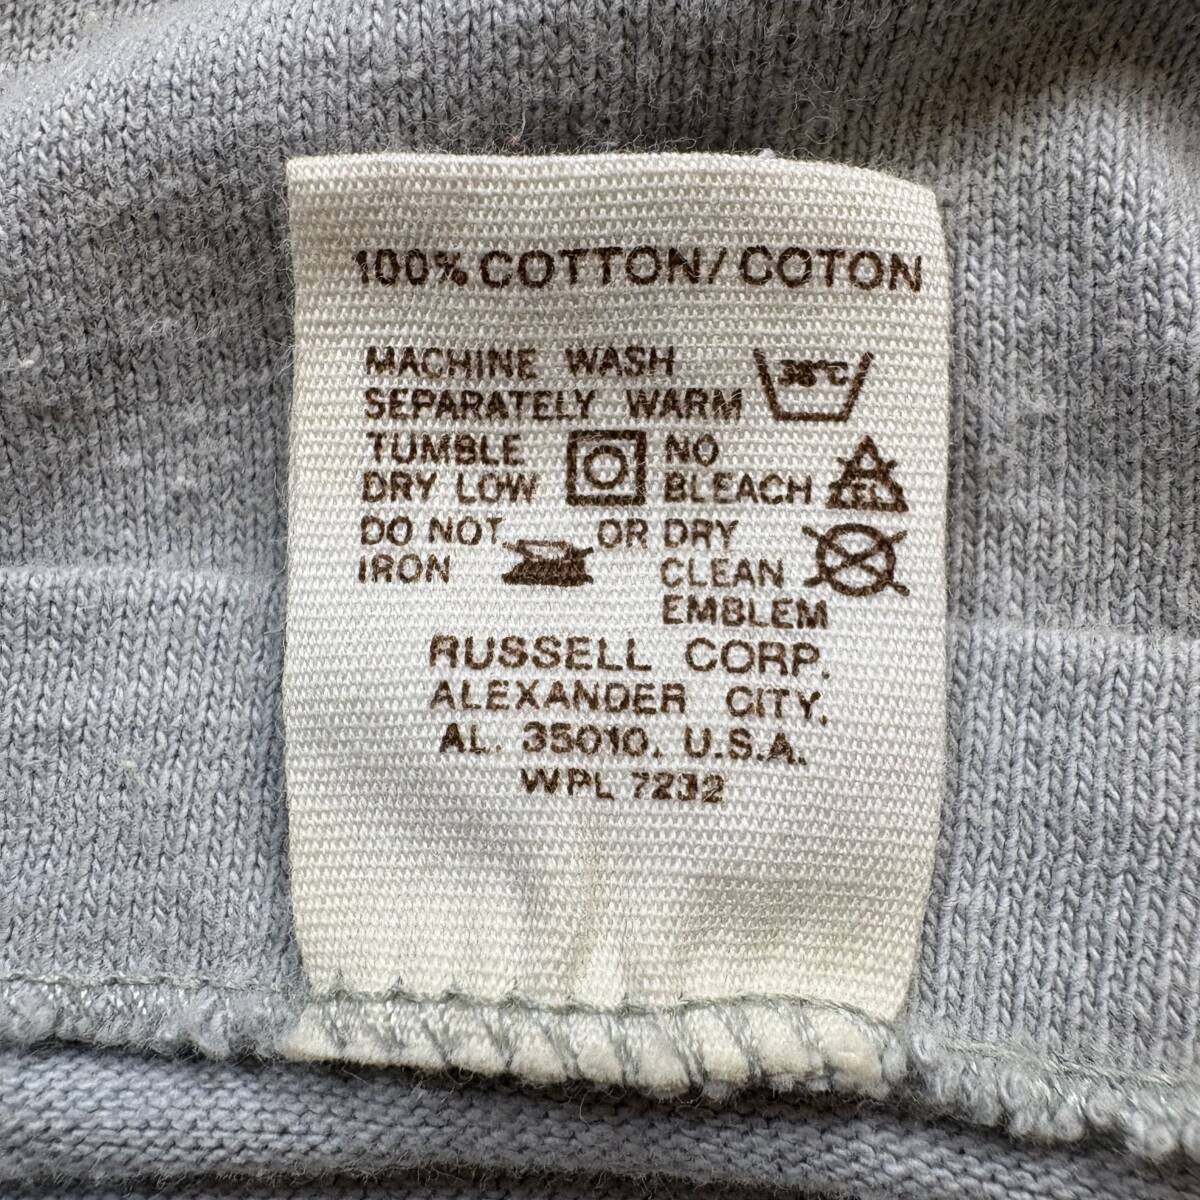 100% COTTON/COTON
MACHINE WASH
SEPARATELY WARM
38°C
TUMBLE
DRY LOW
NO
BLEACH
DO NOT
IRON
OR DRY
CLEAN
EMBLEM
RUSSELL CORP.
ALEXANDER CITY,
AL. 35010, U.S.A.
WPL 7232